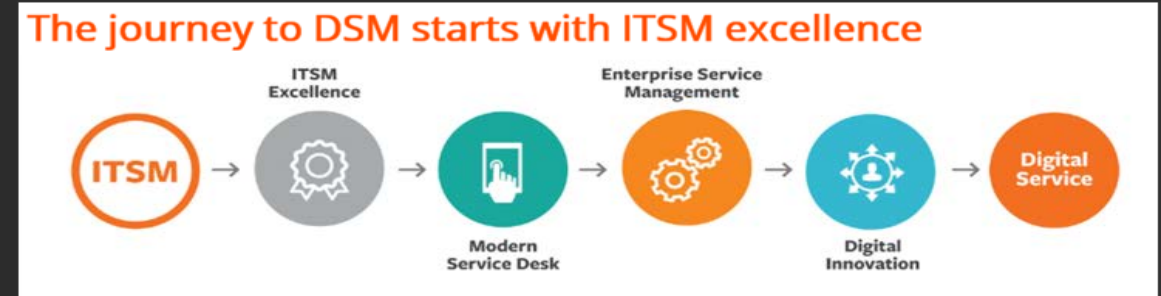 The journey to DSM starts with ITSM excellence
ITSM
ITSM
Excellence
Modern
Service Desk
Enterprise Service
Management
Digital
Innovation
Digital
Service